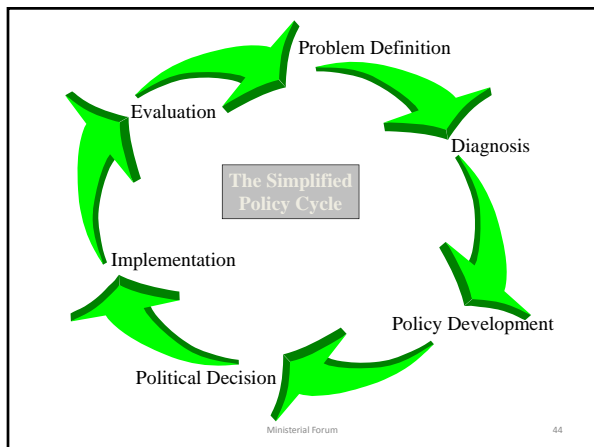 Problem Definition
Evaluation
Diagnosis
The Simplified
Policy Cycle
Implementation
Policy Development
Political Decision
Ministerial Forum
44